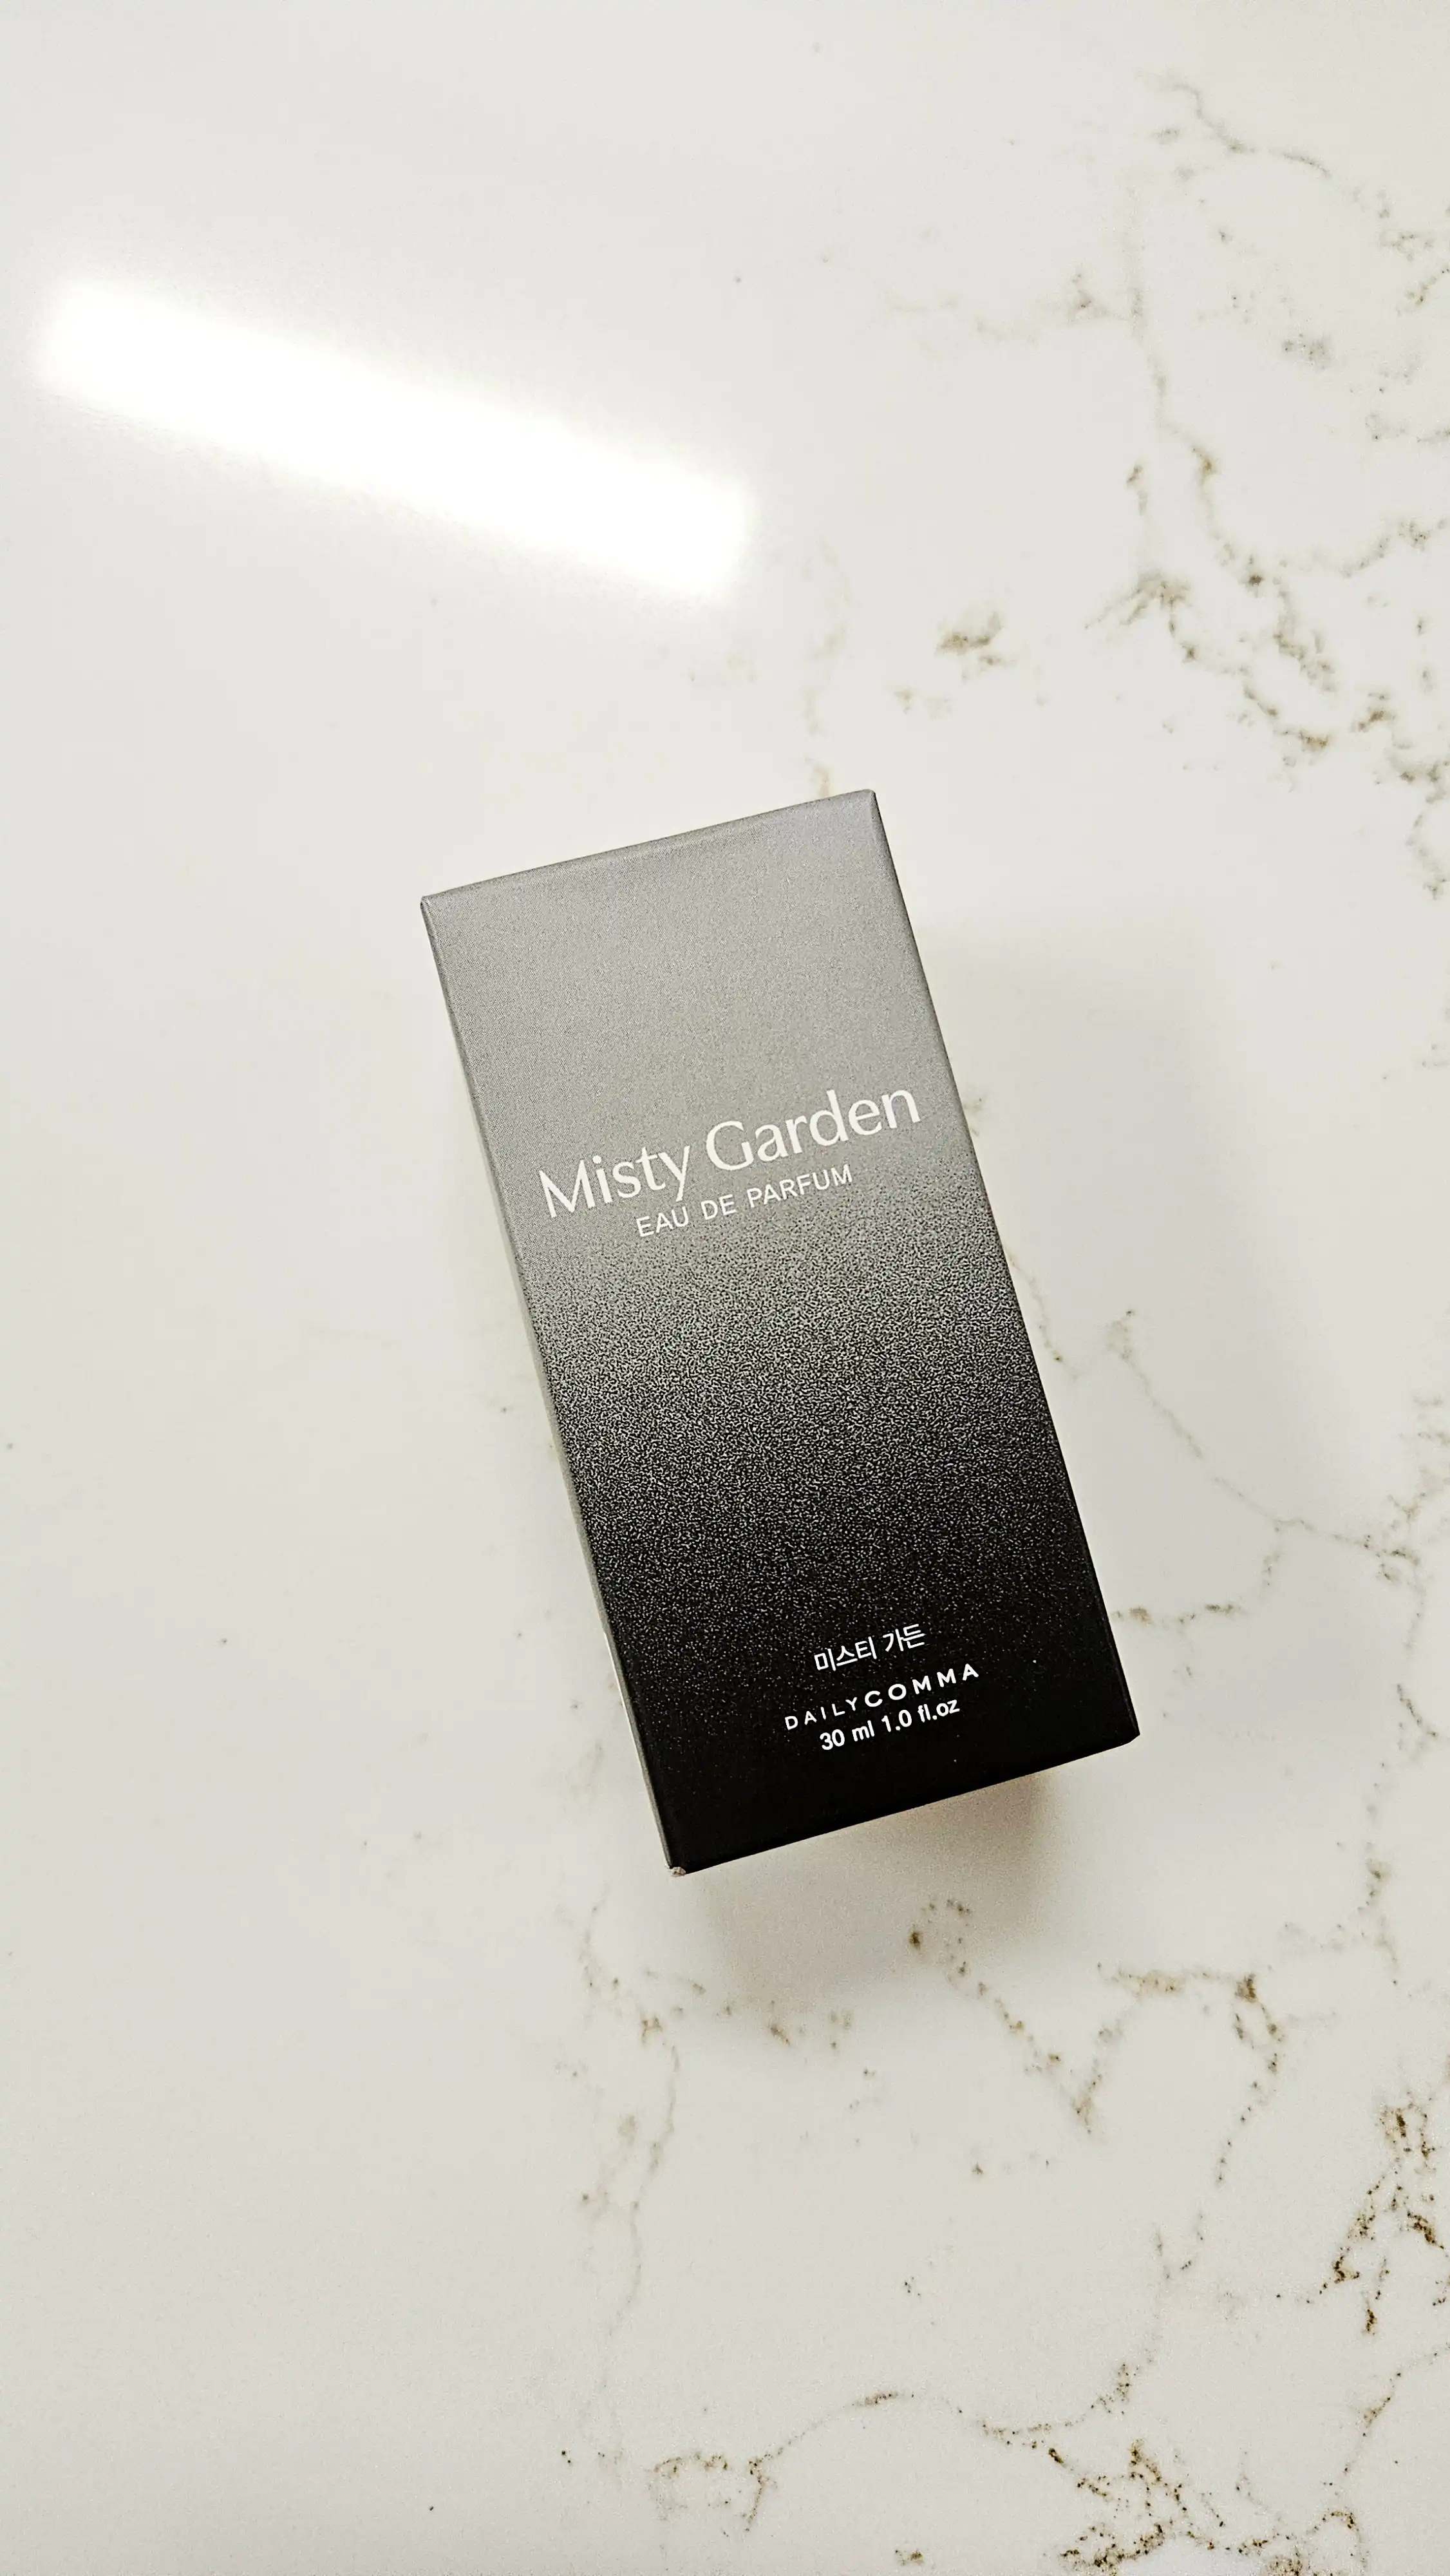 Misty Garden
EAU DE PARFUM
미스티 가든
DAILYCOMMA
30 ml 1.0 fl.oz